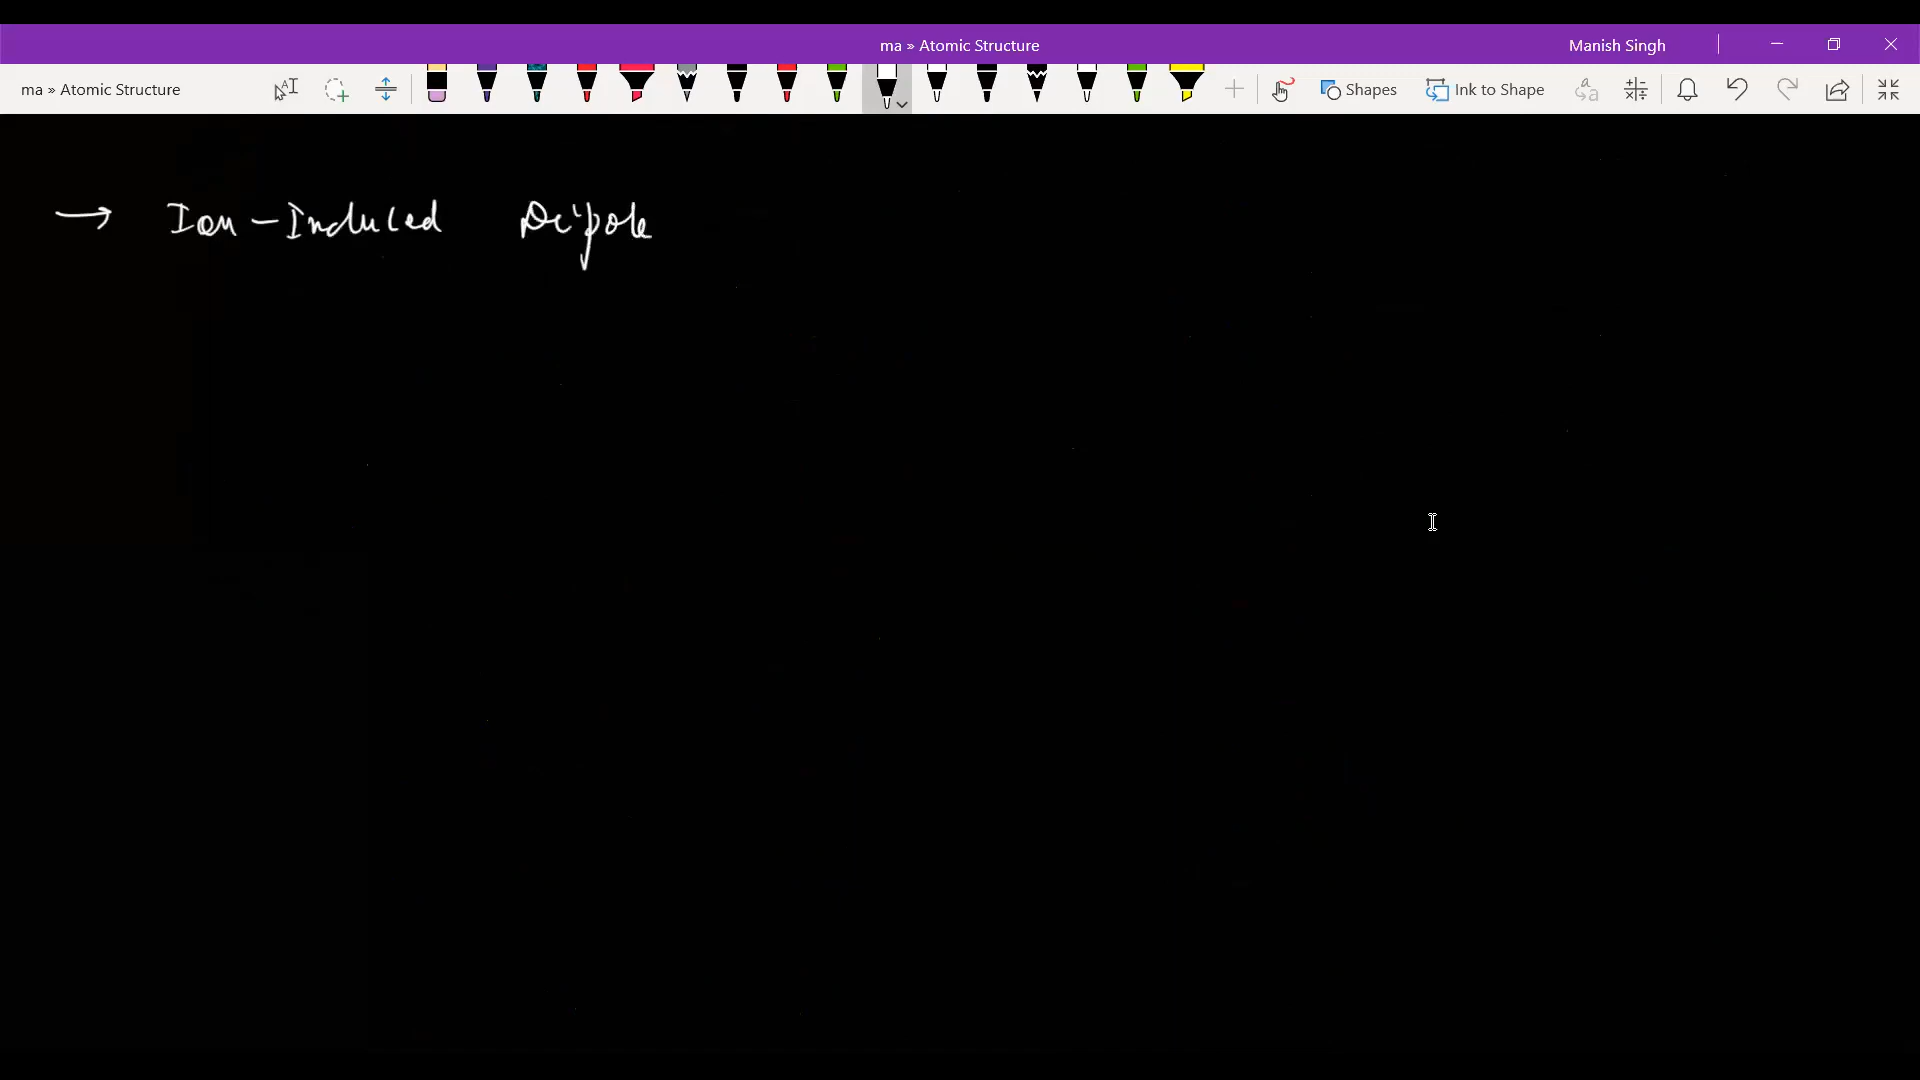 ma » Atomic Structure
Manish Singh
ma » Atomic Structure
Shapes
Ink to Shape
→ Ion – Induced Dipole